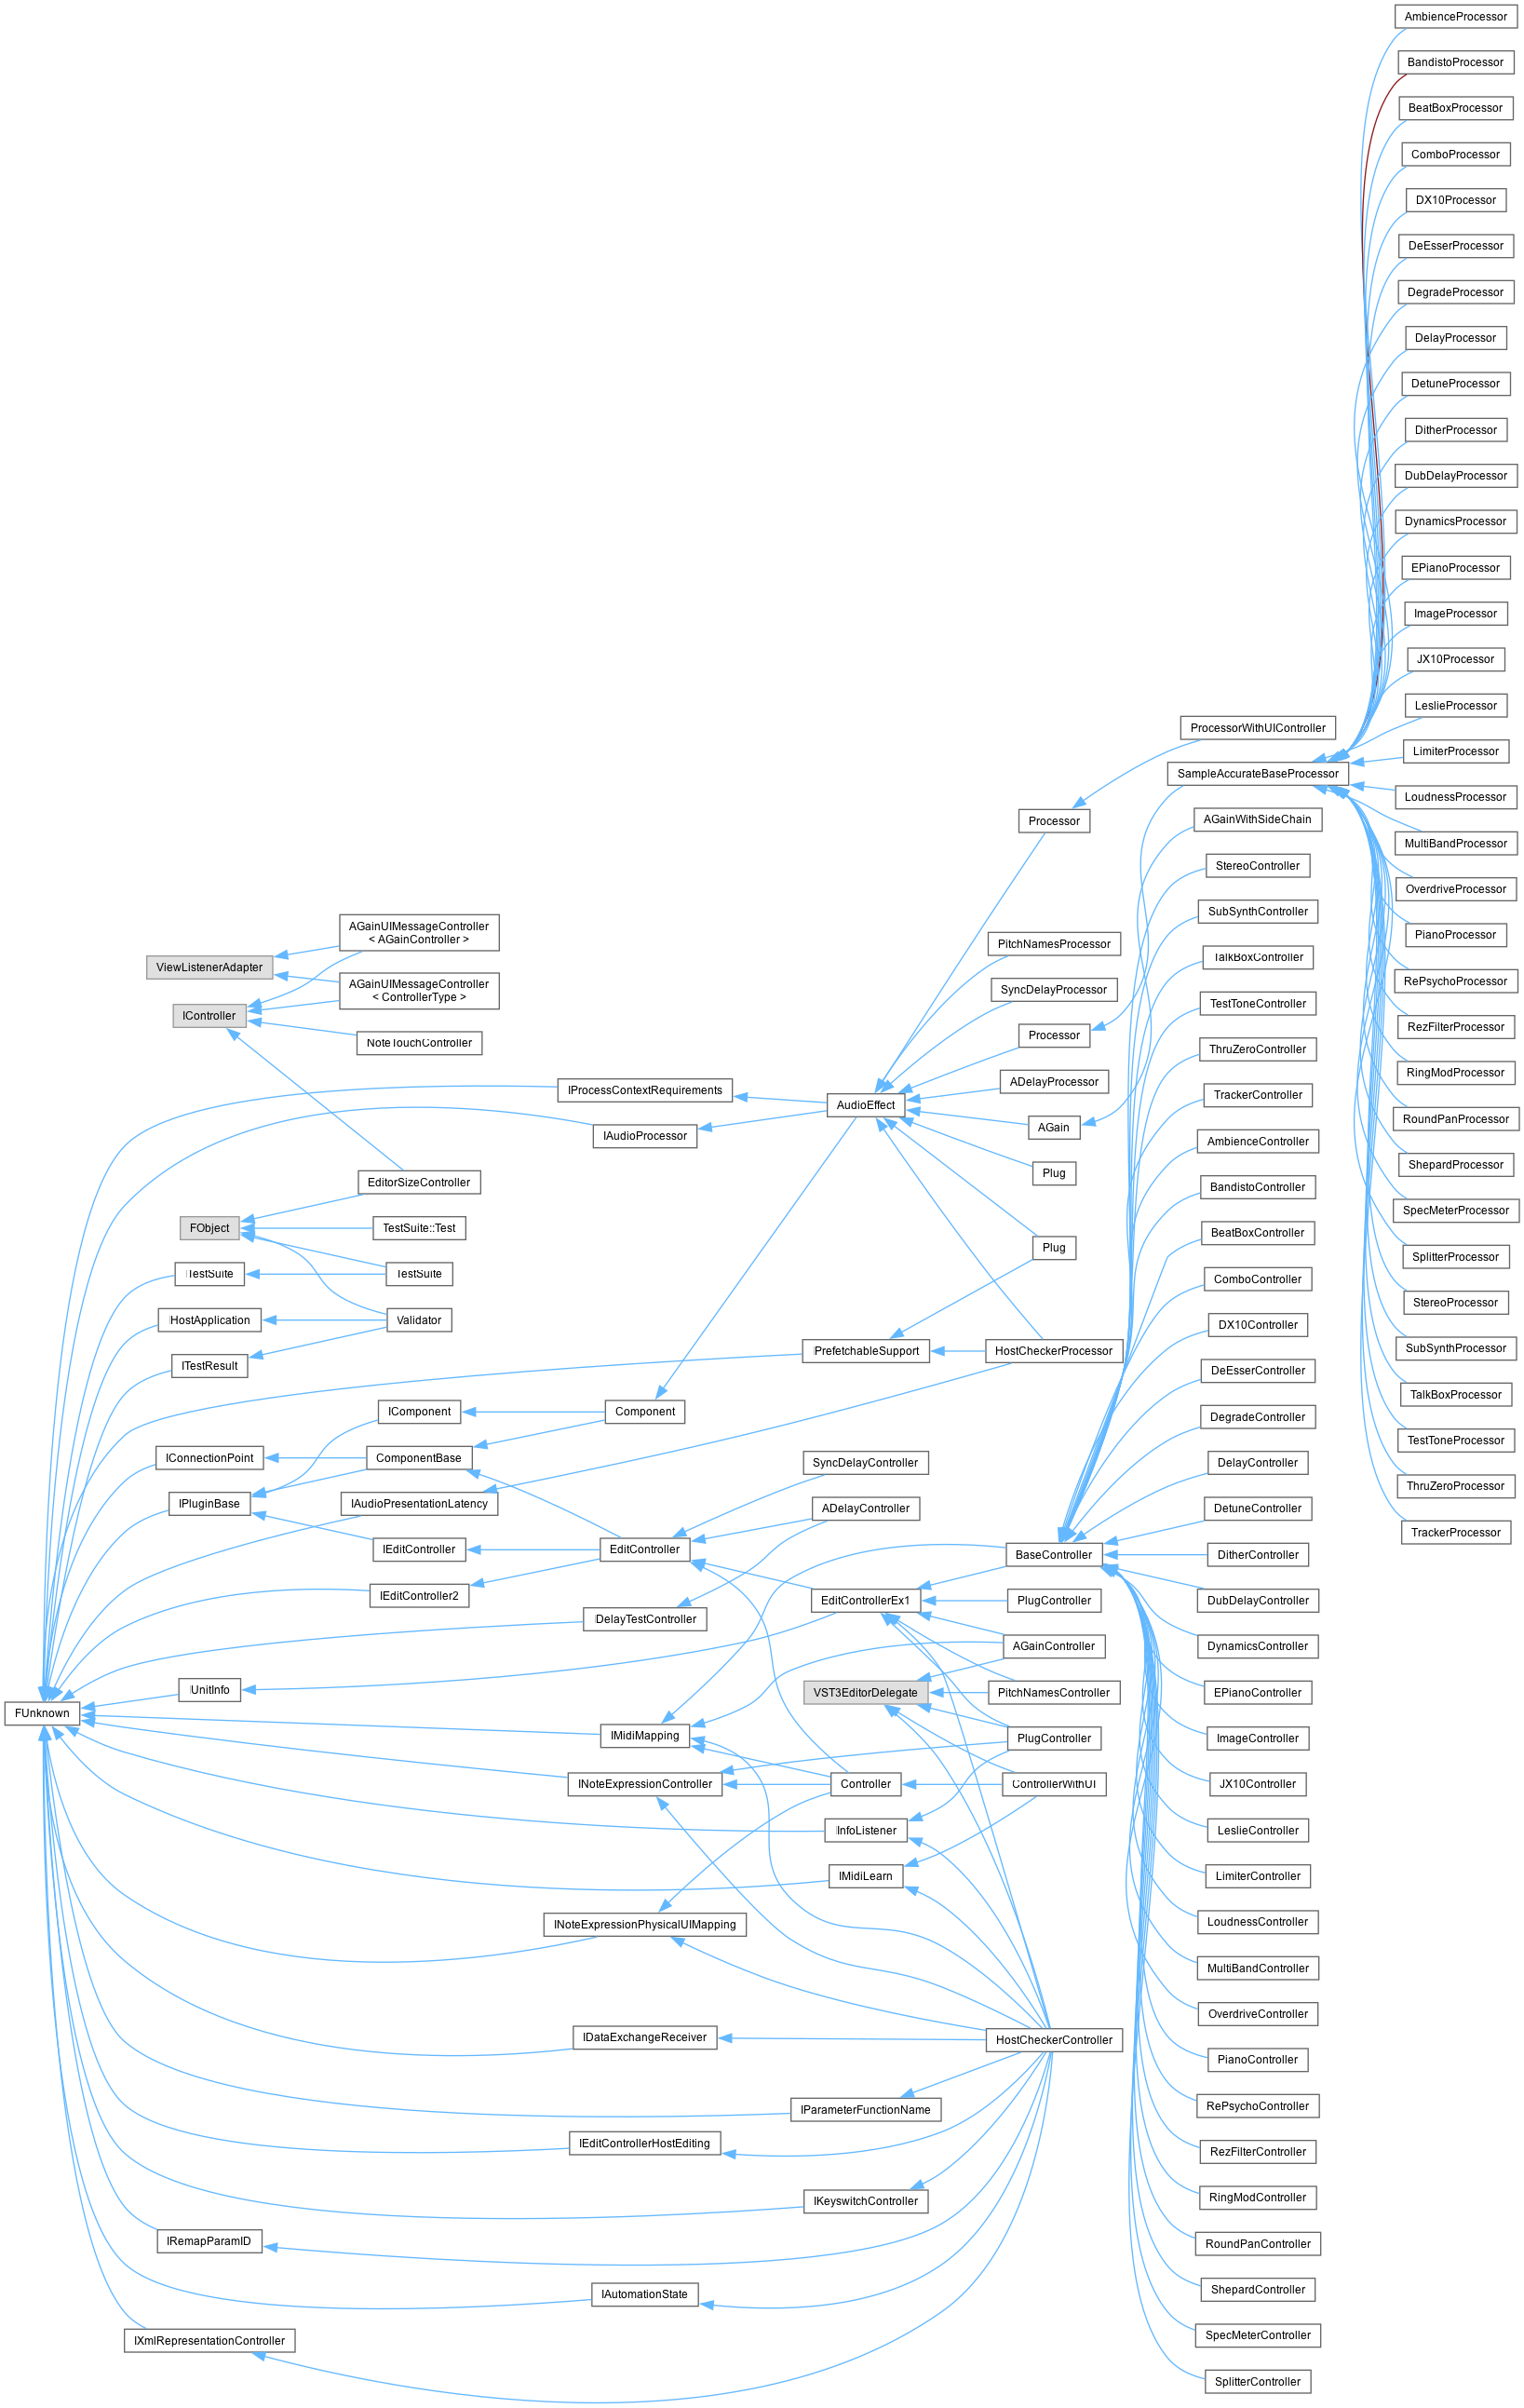 AmbienceProcessor
BandistoProcessor
BeatBoxProcessor
ComboProcessor
DX10Processor
DeEsserProcessor
DegradeProcessor
DelayProcessor
DetuneProcessor
DitherProcessor
DubDelayProcessor
DynamicsProcessor
EPianoProcessor
ImageProcessor
JX10Processor
LeslieProcessor
LimiterProcessor
LoudnessProcessor
MultiBandProcessor
OverdriveProcessor
PianoProcessor
RePsychoProcessor
RezFilterProcessor
RingModProcessor
RoundPanProcessor
ShepardProcessor
SpecMeterProcessor
SplitterProcessor
StereoProcessor
SubSynthProcessor
TalkBoxProcessor
TestToneProcessor
ThruZeroProcessor
TrackerProcessor
ProcessorWithUIController
SampleAccurateBaseProcessor
AGainWithSideChain
StereoController
SubSynthController
TalkBoxController
TestToneController
ThruZeroController
TrackerController
AmbienceController
BandistoController
BeatBoxController
ComboController
DX10Controller
DeEsserController
DegradeController
DelayController
DetuneController
DitherController
DubDelayController
DynamicsController
EPianoController
ImageController
JX10Controller
LeslieController
LimiterController
LoudnessController
MultiBandController
OverdriveController
PianoController
RePsychoController
RezFilterController
RingModController
RoundPanController
ShepardController
SpecMeterController
SplitterController
Processor
PitchNamesProcessor
SyncDelayProcessor
Processor
ADelayProcessor
AGain
Plug
Plug
HostCheckerProcessor
BaseController
PlugController
AGainController
PitchNamesController
PlugController
ControllerWithUI
HostCheckerController
AudioEffect
IPrefetchableSupport
SyncDelayController
ADelayController
EditControllerEx1
VST3EditorDelegate
Controller
IInfoListener
IMidiLearn
IParameterFunctionName
IKeyswitchController
IProcessContextRequirements
IAudioProcessor
Component
EditController
IDelayTestController
IMidiMapping
INoteExpressionController
INoteExpressionPhysicalUIMapping
IDataExchangeReceiver
IEditControllerHostEditing
IAutomationState
AGainUIMessageController
< AGainController >
AGainUIMessageController
< ControllerType >
NoteTouchController
EditorSizeController
TestSuite::Test
TestSuite
Validator
IComponent
ComponentBase
IAudioPresentationLatency
IEditController
IEditController2
ViewListenerAdapter
IController
FObject
ITestSuite
IHostApplication
ITestResult
IConnectionPoint
IPluginBase
IUnitInfo
IRemapParamID
IXmlRepresentationController
FUnknown